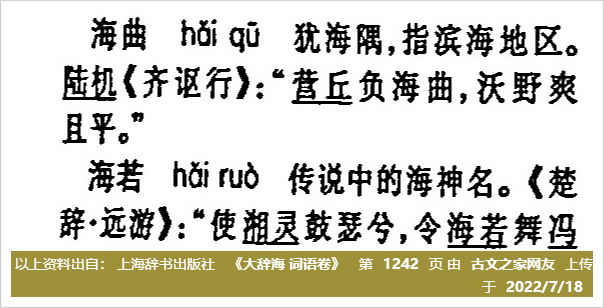 海曲 hǎi qū 犹海隅，指滨海地区。
陆机《齐讴行》：“营丘负海曲，沃野爽
且平。”
海若 hǎi ruò 传说中的海神名。《楚
辞·远游》：“使湘灵鼓瑟兮，令海若舞冯
以上资料出自： 上海辞书出版社 《大辞海 词语卷》 第 1242 页 由 古文之家网友 上传
于 2022/7/18